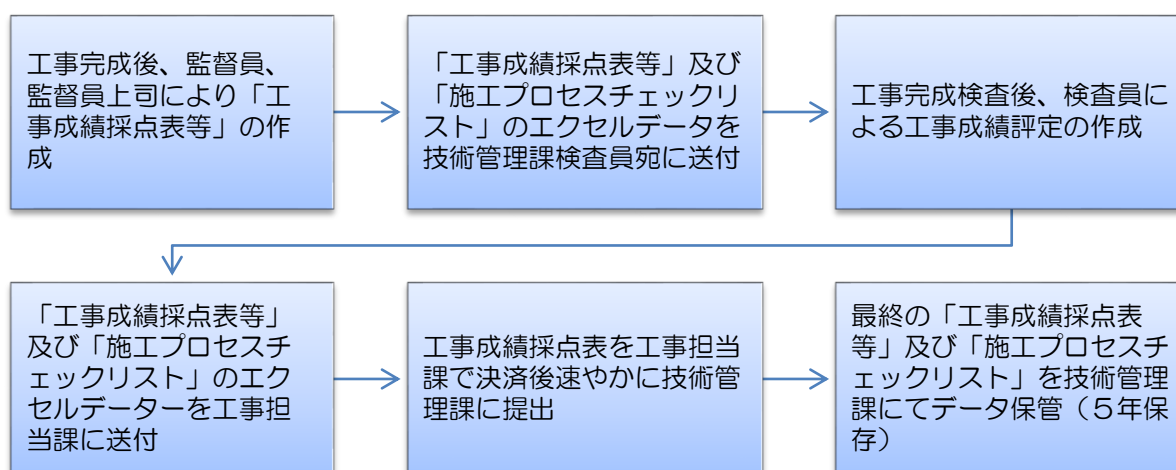 工事完成後、監督員、
監督員上司により「工
事成績採点表等」の作
成
「工事成績採点表等」及び
「施工プロセスチェックリ
スト」のエクセルデータを
技術管理課検査員宛に送付
工事完成検査後、検査員に
よる工事成績評定の作成
「工事成績採点表等」
及び「施工プロセスチ
ェックリスト」のエク
セルデーターを工事担
当課に送付
工事成績採点表を工事担当
課で決済後速やかに技術管
理課に提出
最終の「工事成績採点表
等」及び「施工プロセスチ
ェックリスト」を技術管理
課にてデータ保管（５年保
存）